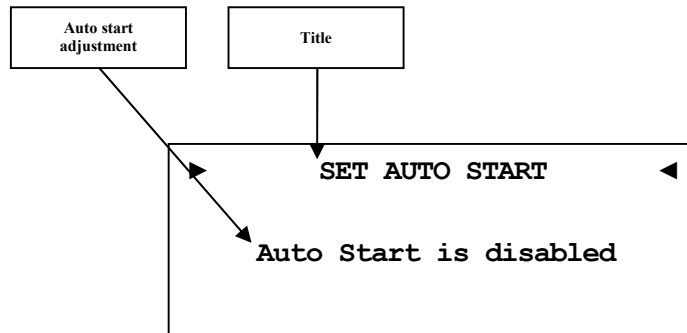 Auto start
adjustment
Title
► SET AUTO START ◄
Auto Start is disabled